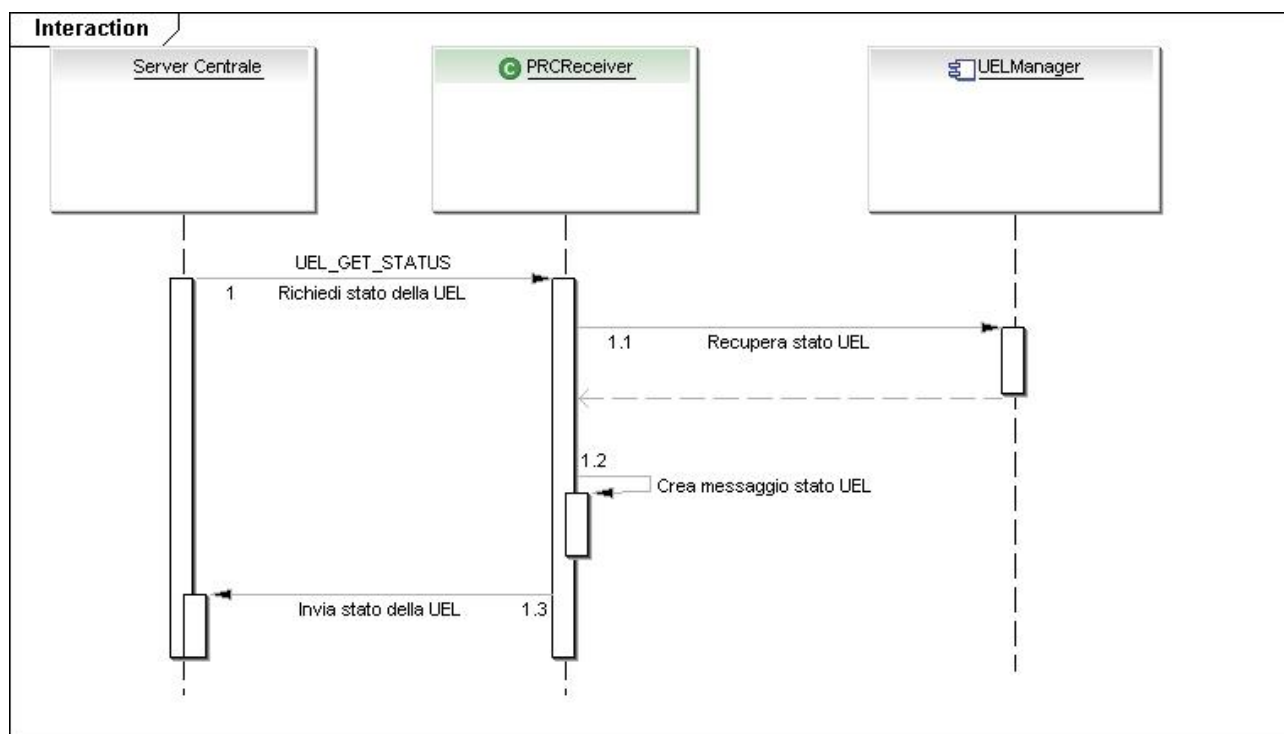 Interaction
Server Centrale
C PRCReceiver
UELManager
UEL_GET_STATUS
1 Richiedi stato della UEL
1.1 Recupera stato UEL
1.2
Crea messaggio stato UEL
Invia stato della UEL 1.3